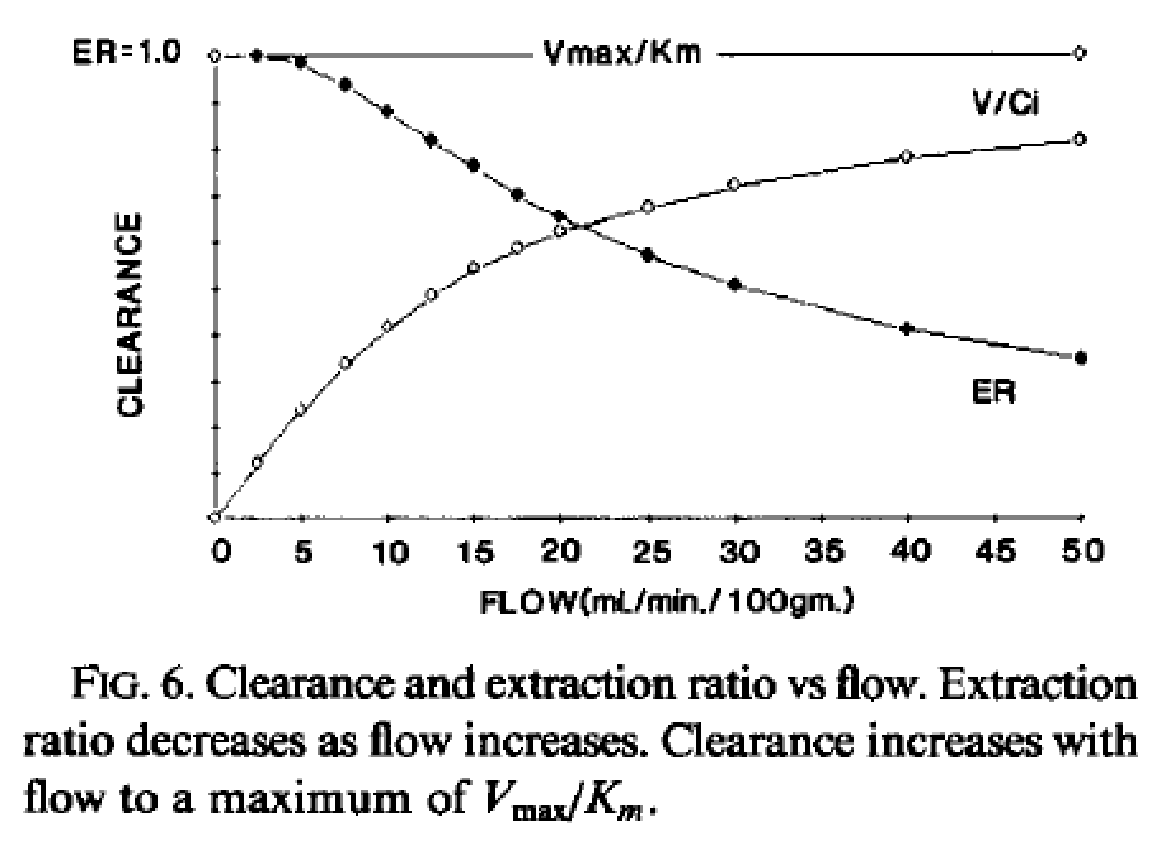 ER=1.0
Vmax/Km
V/Ci
CLEARANCE
ER
0 5 10 15 20 25 30 35 40 45 50
FLOW(mL/min./100gm.)
FIG. 6. Clearance and extraction ratio vs flow. Extraction
ratio decreases as flow increases. Clearance increases with
flow to a maximum of Vmax/Km.